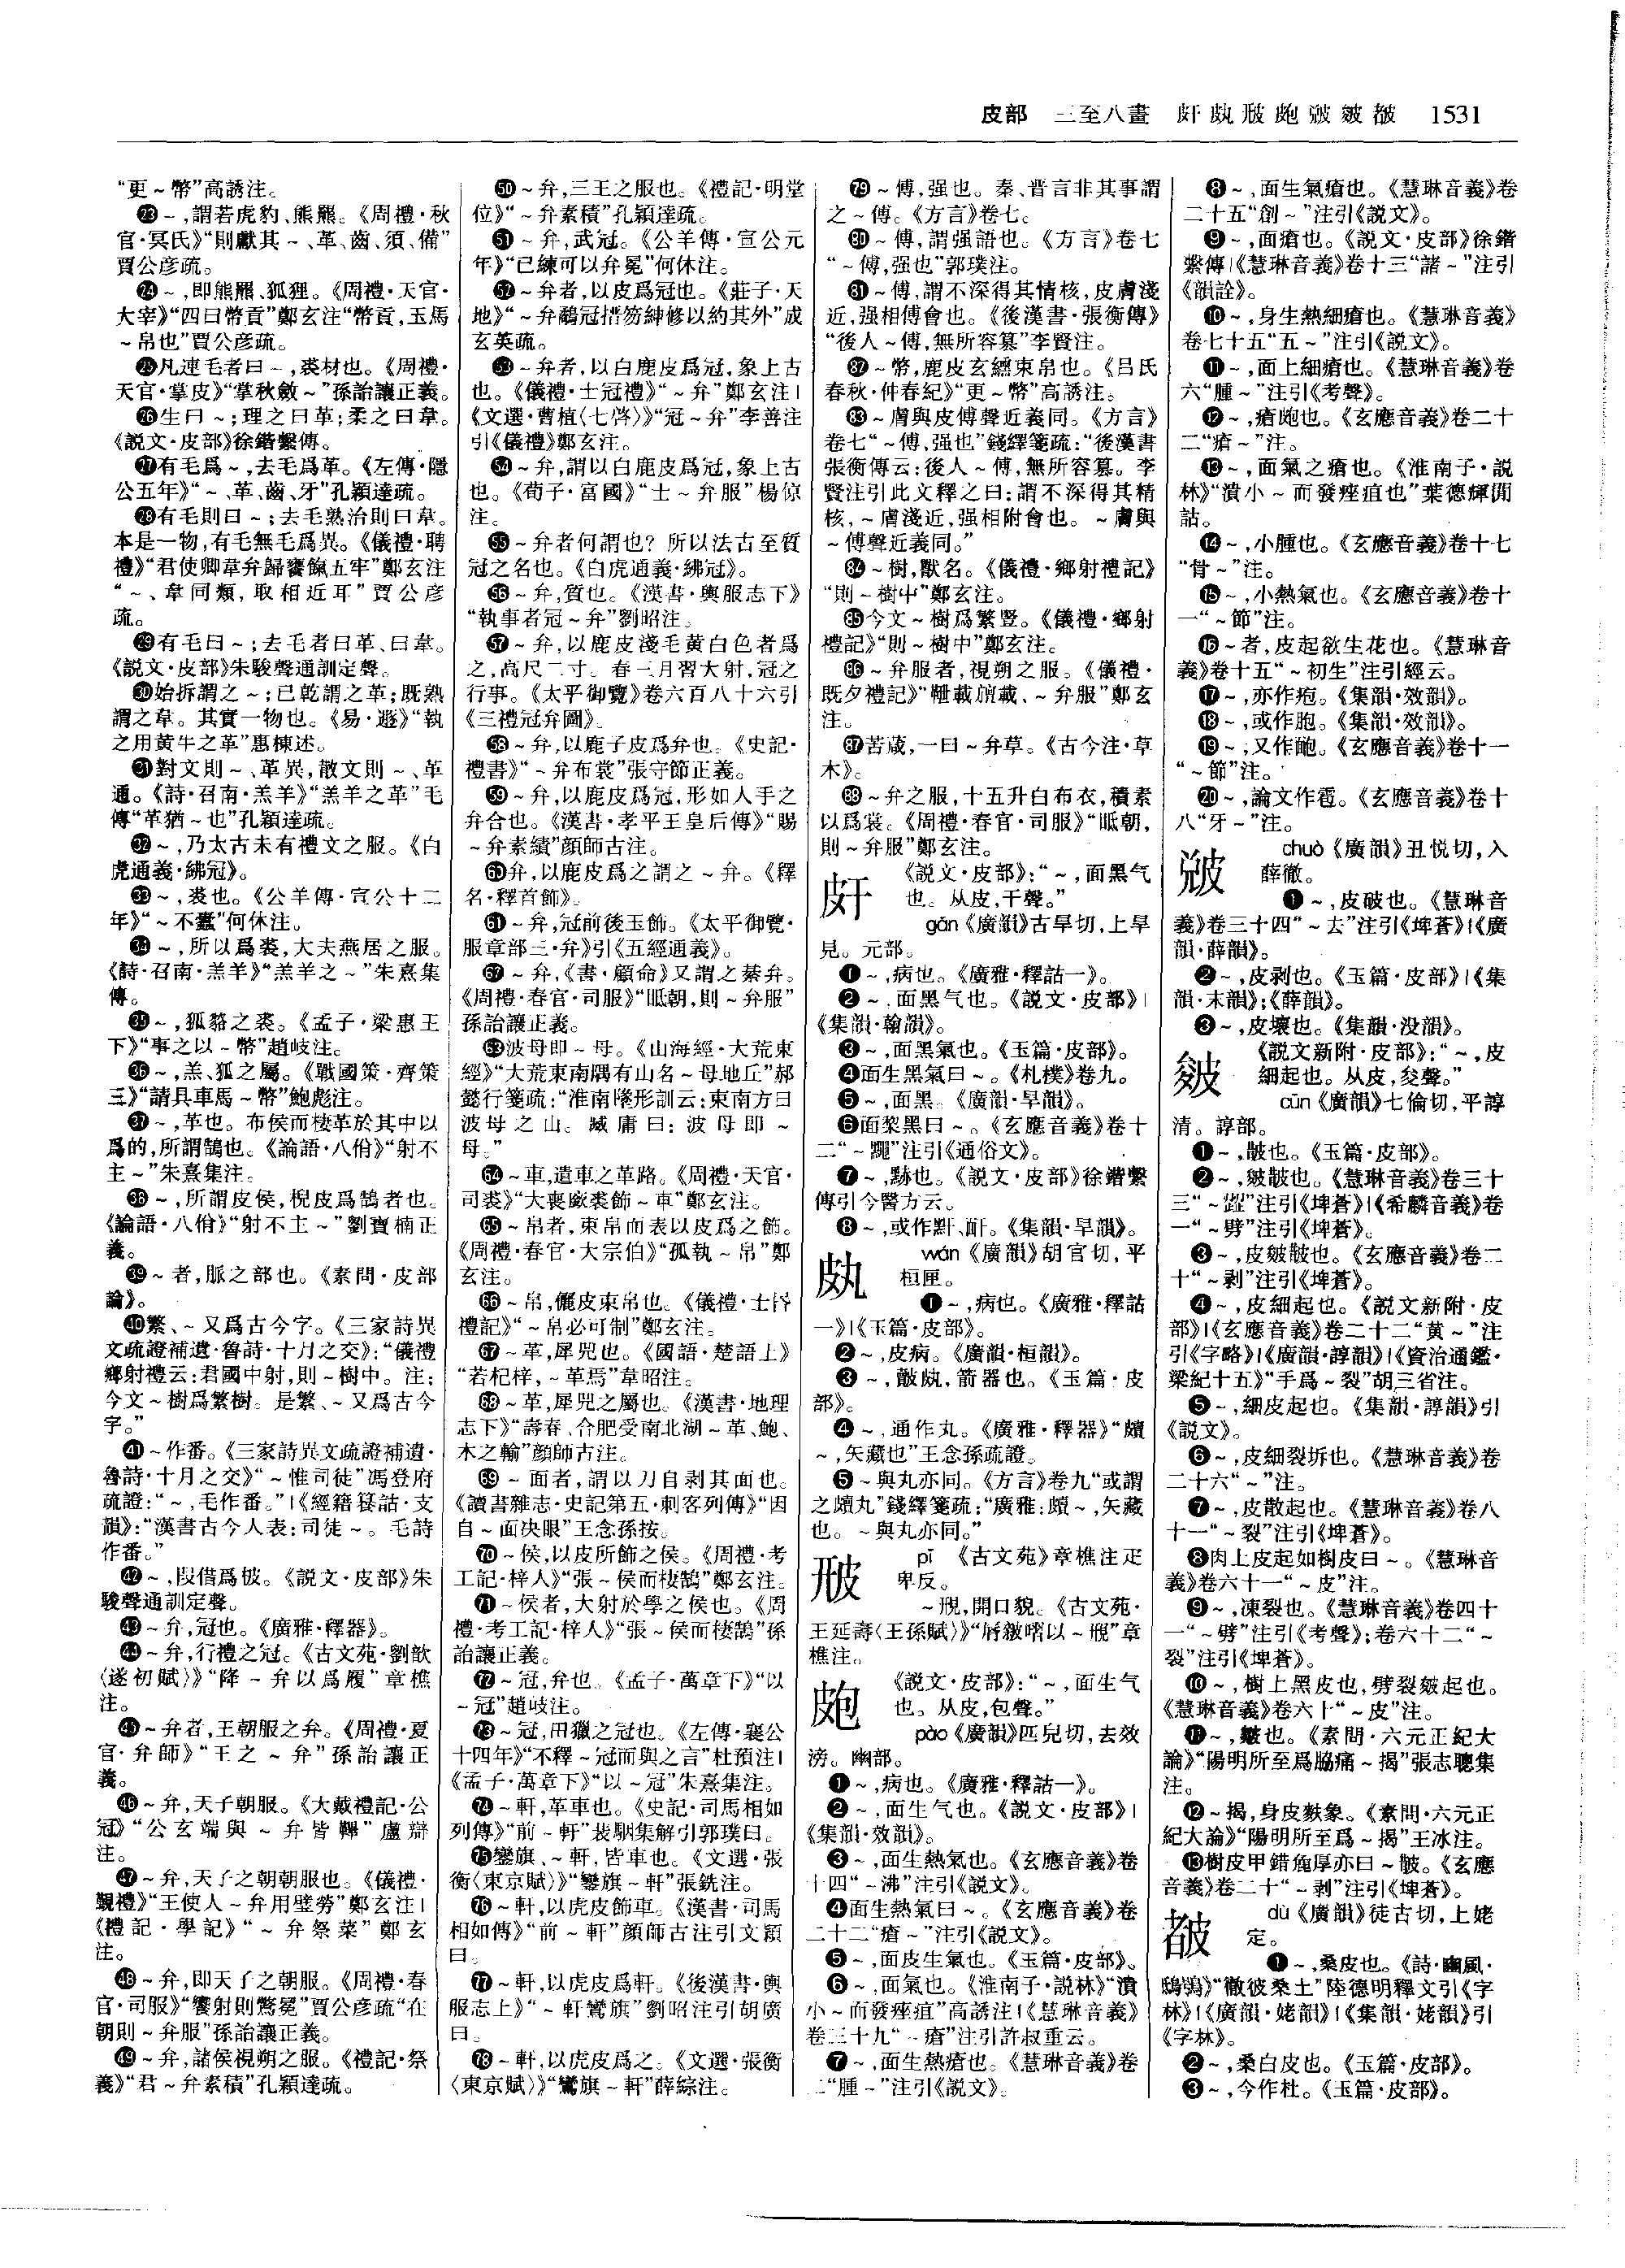 皮部　三至八畫　皯㿪㿫皰㿭皴㿯　1531
“更～幣”高誘注。
㉓～,謂若虎豹、熊羆。《周禮·秋
官·冥氏》“則獻其～、革、齒、須、備”
賈公彦疏。
㉔～,即熊羆、狐狸。《周禮·天官·
大宰》“四曰幣貢”鄭玄注“幣貢,玉馬
～帛也”賈公彦疏。
㉕凡連毛者曰～,裘材也。《周禮·
天官·掌皮》“掌秋斂～”孫詒讓正義。
㉖生曰～;理之曰革;柔之曰韋。
《説文·皮部》徐鍇繫傳。
㉗有毛爲～,去毛爲革。《左傳·隱
公五年》“～、革、齒、牙”孔穎達疏。
㉘有毛則曰～;去毛熟治則曰韋。
本是一物,有毛無毛爲異。《儀禮·聘
禮》“君使卿韋弁歸饔餼五牢”鄭玄注
“～、韋同類,取相近耳”賈公彦
疏。
㉙有毛曰～;去毛者曰革、曰韋。
《説文·皮部》朱駿聲通訓定聲。
㉚始拆謂之～;已乾謂之革;既熟
謂之韋。其實一物也。《易·遯》“執
之用黄牛之革”惠棟述。
㉛對文則～、革異,散文則～、革
通。《詩·召南·羔羊》“羔羊之革”毛
傳“革猶～也”孔穎達疏。
㉜～,乃太古未有禮文之服。《白
虎通義·紼冠》。
㉝～,裘也。《公羊傳·宣公十二
年》“～不蠹”何休注。
㉞～,所以爲裘,大夫燕居之服。
《詩·召南·羔羊》“羔羊之～”朱熹集
傳。
㉟～,狐貉之裘。《孟子·梁惠王
下》“事之以～幣”趙岐注。
㊱～,羔、狐之屬。《戰國策·齊策
三》“請具車馬～幣”鮑彪注。
㊲～,革也。布侯而棲革於其中以
爲的,所謂鵠也。《論語·八佾》“射不
主～”朱熹集注。
㊳～,所謂皮侯,棿皮爲鵠者也。
《論語·八佾》“射不主～”劉寶楠正
義。
㊴～者,脈之部也。《素問·皮部
論》。
㊵繁、～又爲古今字。《三家詩異
文疏證補遺·魯詩·十月之交》:“儀禮
鄉射禮云:君國中射,則～樹中。注:
今文～樹爲繁樹。是繁、～又爲古今
字。”
㊶～作番。《三家詩異文疏證補遺·
魯詩·十月之交》“～惟司徒”馮登府
疏證:“～,毛作番。”|《經籍籑詁·支
韻》:“漢書古今人表:司徒～。毛詩
作番。”
㊷～,叚借爲披。《説文·皮部》朱
駿聲通訓定聲。
㊸～弁,冠也。《廣雅·釋器》。
㊹～弁,行禮之冠。《古文苑·劉歆
〈遂初賦〉》“降～弁以爲履”章樵
注。
㊺～弁者,王朝服之弁。《周禮·夏
官·弁師》“王之～弁”孫詒讓正
義。
㊻～弁,天子朝服。《大戴禮記·公
冠》“公玄端與～弁皆鞸”盧辯
注。
㊼～弁,天子之朝朝服也。《儀禮·
覲禮》“王使人～弁用璧勞”鄭玄注|
《禮記·學記》“～弁祭菜”鄭玄
注。
㊽～弁,即天子之朝服。《周禮·春
官·司服》“饗射則鷩冕”賈公彦疏“在
朝則～弁服”孫詒讓正義。
㊾～弁,諸侯視朔之服。《禮記·祭
義》“君～弁素積”孔穎達疏。
㊿～弁,三王之服也。《禮記·明堂
位》“～弁素積”孔穎達疏。
51～弁,武冠。《公羊傳·宣公元
年》“已練可以弁冕”何休注。
52～弁者,以皮爲冠也。《莊子·天
地》“～弁鷸冠搢笏紳修以約其外”成
玄英疏。
53～弁者,以白鹿皮爲冠,象上古
也。《儀禮·士冠禮》“～弁”鄭玄注|
《文選·曹植〈七啓〉》“冠～弁”李善注
引《儀禮》鄭玄注。
54～弁,謂以白鹿皮爲冠,象上古
也。《荀子·富國》“士～弁服”楊倞
注。
55～弁者何謂也?所以法古至質
冠之名也。《白虎通義·紼冠》。
56～弁,質也。《漢書·輿服志下》
“執事者冠～弁”劉昭注。
57～弁,以鹿皮淺毛黄白色者爲
之,高尺二寸。春三月習大射,冠之
行事。《太平御覽》卷六百八十六引
《三禮冠弁圖》。
58～弁,以鹿子皮爲弁也。《史記·
禮書》“～弁布裳”張守節正義。
59～弁,以鹿皮爲冠,形如人手之
弁合也。《漢書·孝平王皇后傳》“賜
～弁素績”顔師古注。
60弁,以鹿皮爲之謂之～弁。《釋
名·釋首飾》。
61～弁,冠前後玉飾。《太平御覽·
服章部三·弁》引《五經通義》。
62～弁,《書·顧命》又謂之綦弁。
《周禮·春官·司服》“眡朝,則～弁服”
孫詒讓正義。
63波母即～母。《山海經·大荒東
經》“大荒東南隅有山名～母地丘”郝
懿行箋疏:“淮南墬形訓云:東南方曰
波母之山。臧庸曰:波母即～
母。”
64～車,遣車之革路。《周禮·天官·
司裘》“大喪廞裘飾～車”鄭玄注。
65～帛者,束帛而表以皮爲之飾。
《周禮·春官·大宗伯》“孤執～帛”鄭
玄注。
66～帛,儷皮束帛也。《儀禮·士昏
禮記》“～帛必可制”鄭玄注。
67～革,犀兕也。《國語·楚語上》
“若杞梓,～革焉”韋昭注。
68～革,犀兕之屬也。《漢書·地理
志下》“壽春、合肥受南北湖～革、鮑、
木之輸”顔師古注。
69～面者,謂以刀自剥其面也。
《讀書雜志·史記第五·刺客列傳》“因
自～面决眼”王念孫按。
70～侯,以皮所飾之侯。《周禮·考
工記·梓人》“張～侯而棲鵠”鄭玄注。
71～侯者,大射於學之侯也。《周
禮·考工記·梓人》“張～侯而棲鵠”孫
詒讓正義。
72～冠,弁也。《孟子·萬章下》“以
～冠”趙岐注。
73～冠,田獵之冠也。《左傳·襄公
十四年》“不釋～冠而與之言”杜預注|
《孟子·萬章下》“以～冠”朱熹集注。
74～軒,革車也。《史記·司馬相如
列傳》“前～軒”裴駰集解引郭璞曰。
75鑾旗、～軒,皆車也。《文選·張
衡〈東京賦〉》“鑾旗～軒”張銑注。
76～軒,以虎皮飾車。《漢書·司馬
相如傳》“前～軒”顔師古注引文穎
曰。
77～軒,以虎皮爲軒。《後漢書·輿
服志上》“～軒鸞旗”劉昭注引胡廣
曰。
78～軒,以虎皮爲之。《文選·張衡
〈東京賦〉》“鸞旗～軒”薛綜注。
79～傅,强也。秦、晋言非其事謂
之～傅。《方言》卷七。
80～傅,謂强語也。《方言》卷七
“～傅,强也”郭璞注。
81～傅,謂不深得其情核,皮膚淺
近,强相傅會也。《後漢書·張衡傳》
“後人～傅,無所容篡”李賢注。
82～幣,鹿皮玄纁束帛也。《吕氏
春秋·仲春紀》“更～幣”高誘注。
83～膚與皮傅聲近義同。《方言》
卷七“～傅,强也”錢繹箋疏:“後漢書
張衡傳云:後人～傅,無所容篡。李
賢注引此文釋之曰:謂不深得其精
核,～膚淺近,强相附會也。～膚與
～傅聲近義同。”
84～樹,獸名。《儀禮·鄉射禮記》
“則～樹中”鄭玄注。
85今文～樹爲繁豎。《儀禮·鄉射
禮記》“則～樹中”鄭玄注。
86～弁服者,視朔之服。《儀禮·
既夕禮記》“韅載旜載、～弁服”鄭玄
注。
87苦蒇,一曰～弁草。《古今注·草
木》。
88～弁之服,十五升白布衣,積素
以爲裳。《周禮·春官·司服》“眡朝,
則～弁服”鄭玄注。
皯　《説文·皮部》:“～,面黑气
也。从皮,干聲。”
gǎn《廣韻》古旱切,上旱
見。元部。
❶～,病也。《廣雅·釋詁一》。
❷～,面黑气也。《説文·皮部》|
《集韻·翰韻》。
❸～,面黑氣也。《玉篇·皮部》。
❹面生黑氣曰～。《札樸》卷九。
❺～,面黑。《廣韻·旱韻》。
❻面黎黑曰～。《玄應音義》卷十
二“～䵴”注引《通俗文》。
❼～,䵟也。《説文·皮部》徐鍇繫
傳引今醫方云。
❽～,或作䵟、䵞。《集韻·旱韻》。
㿪　wán《廣韻》胡官切,平
桓匣。
❶～,病也。《廣雅·釋詁
一》|《玉篇·皮部》。
❷～,皮病。《廣韻·桓韻》。
❸～,㿺㿪,箭器也。《玉篇·皮
部》。
❹～,通作丸。《廣雅·釋器》“䪍
～,矢藏也”王念孫疏證。
❺～與丸亦同。《方言》卷九“或謂
之䪍丸”錢繹箋疏:“廣雅:䪍～,矢藏
也。～與丸亦同。”
㿫　pī　《古文苑》章樵注疋
卑反。
～䫌,開口貌。《古文苑·
王延壽〈王孫賦〉》章
樵注。
皰　《説文·皮部》:“～,面生气
也。从皮,包聲。”
pào《廣韻》匹皃切,去效
滂。幽部。
❶～,病也。《廣雅·釋詁一》。
❷～,面生气也。《説文·皮部》|
《集韻·效韻》。
❸～,面生熱氣也。《玄應音義》卷
十四“～沸”注引《説文》。
❹面生熱氣曰～。《玄應音義》卷
二十二“瘡～”注引《説文》。
❺～,面皮生氣也。《玉篇·皮部》。
❻～,面氣也。《淮南子·説林》“潰
小～而發痤疽”高誘注|《慧琳音義》
卷三十九“～瘡”注引許叔重云。
❼～,面生熱瘡也。《慧琳音義》卷
二“腫～”注引《説文》。
❽～,面生氣瘡也。《慧琳音義》卷
二十五“創～”注引《説文》。
❾～,面瘡也。《説文·皮部》徐鍇
繫傳|《慧琳音義》卷十三“諸～”注引
《韻詮》。
❿～,身生熱細瘡也。《慧琳音義》
卷七十五“五～”注引《説文》。
⓫～,面上細瘡也。《慧琳音義》卷
六“腫～”注引《考聲》。
⓬～,瘡皰也。《玄應音義》卷二十
二“瘡～”注。
⓭～,面氣之瘡也。《淮南子·説
林》“潰小～而發痤疽也”葉德輝閒
詁。
⓮～,小腫也。《玄應音義》卷十七
“骨～”注。
⓯～,小熱氣也。《玄應音義》卷十
一“～節”注。
⓰～者,皮起欲生花也。《慧琳音
義》卷十五“～初生”注引經云。
⓱～,亦作疱。《集韻·效韻》。
⓲～,或作胞。《集韻·效韻》。
⓳～;又作皰。《玄應音義》卷十一
“～節”注。
⓴～,論文作雹。《玄應音義》卷十
八“牙～”注。
㿭　chuò《廣韻》丑悦切,入
薛徹。
❶～,皮破也。《慧琳音
義》卷三十四“～去”注引《埤蒼》|《廣
韻·薛韻》。
❷～,皮剥也。《玉篇·皮部》|《集
韻·末韻》;《薛韻》。
❸～,皮壞也。《集韻·没韻》。
皴　《説文新附·皮部》:“～,皮
細起也。从皮,夋聲。”
cūn《廣韻》七倫切,平諄
清。諄部。
❶～,皵也。《玉篇·皮部》。
❷～,皴皵也。《慧琳音義》卷三十
三“～澀”注引《埤蒼》|《希麟音義》卷
一“～劈”注引《埤蒼》。
❸～,皮皴皵也。《玄應音義》卷二
十“～剥”注引《埤蒼》。
❹～,皮細起也。《説文新附·皮
部》|《玄應音義》卷二十二“黄～”注
引《字略》|《廣韻·諄韻》|《資治通鑑·
梁紀十五》“手爲～裂”胡三省注。
❺～,細皮起也。《集韻·諄韻》引
《説文》。
❻～,皮細裂坼也。《慧琳音義》卷
二十六“～”注。
❼～,皮散起也。《慧琳音義》卷八
十一“～裂”注引《埤蒼》。
❽肉上皮起如樹皮曰～。《慧琳音
義》卷六十一“～皮”注。
❾～,凍裂也。《慧琳音義》卷四十
一“～劈”注引《考聲》;卷六十二“～
裂”注引《埤蒼》。
❿～,樹上黑皮也,劈裂皴起也。
《慧琳音義》卷六十“～皮”注。
⓫～,皺也。《素問·六元正紀大
論》“陽明所至爲脇痛～揭”張志聰集
注。
⓬～揭,身皮麩象。《素問·六元正
紀大論》“陽明所至爲～揭”王冰注。
⓭樹皮甲錯麁厚亦曰～皵。《玄應
音義》卷二十“～剥”注引《埤蒼》。
㿯　dù《廣韻》徒古切,上姥
定。
❶～,桑皮也。《詩·豳風·
鴟鴞》“徹彼桑土”陸德明釋文引《字
林》|《廣韻·姥韻》|《集韻·姥韻》引
《字林》。
❷～,桑白皮也。《玉篇·皮部》。
❸～,今作杜。《玉篇·皮部》。